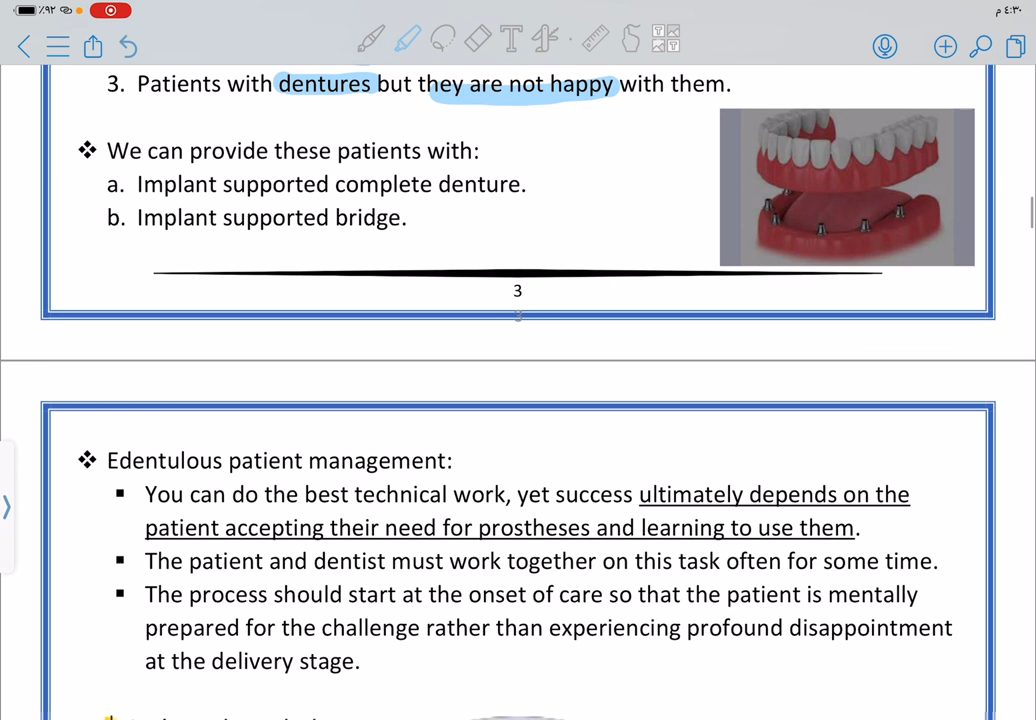 ٪٩٢
٤:٣٠ م
3. Patients with dentures but they are not happy with them.
❖ We can provide these patients with:
a. Implant supported complete denture.
b. Implant supported bridge.
3
❖ Edentulous patient management:
▪ You can do the best technical work, yet success ultimately depends on the
patient accepting their need for prostheses and learning to use them.
▪ The patient and dentist must work together on this task often for some time.
▪ The process should start at the onset of care so that the patient is mentally
prepared for the challenge rather than experiencing profound disappointment
at the delivery stage.